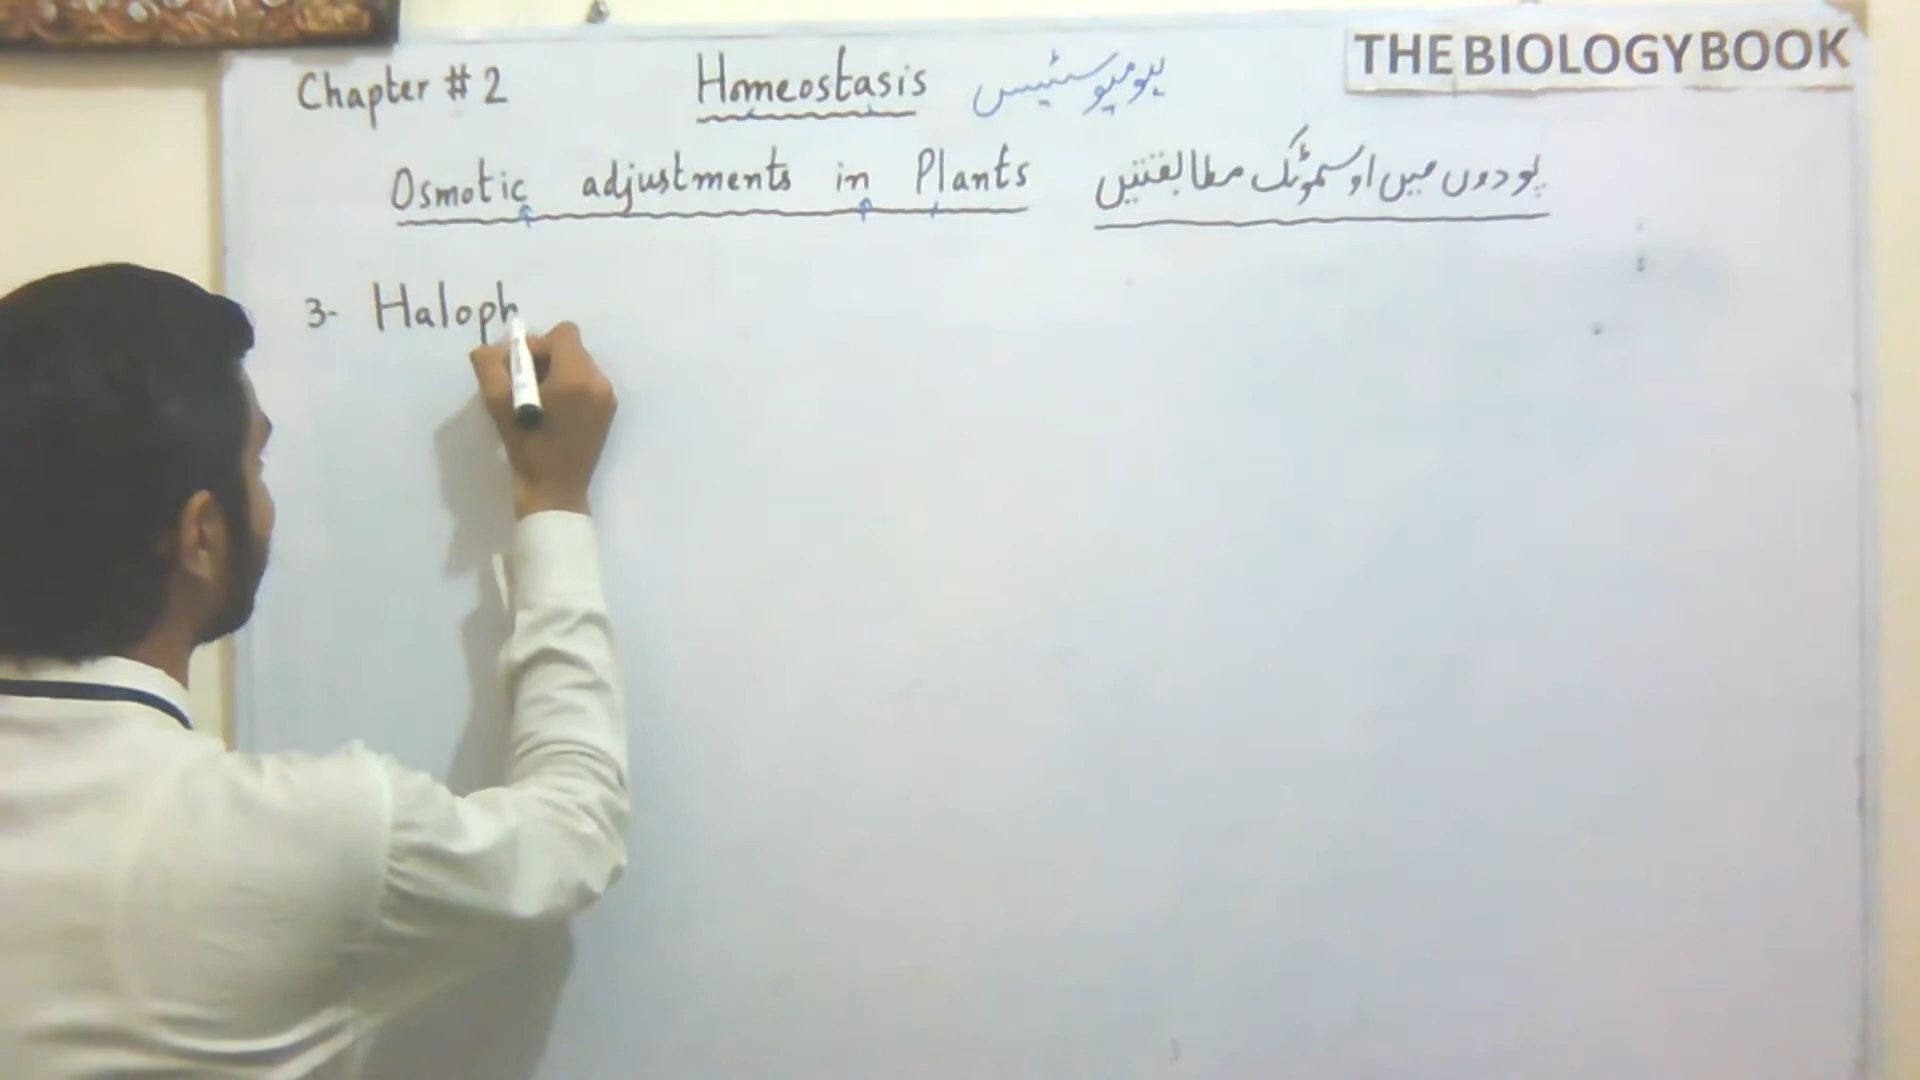 THE BIOLOGY BOOK
Chapter # 2 Homeostasis ہومیوسٹیسس
Osmotic adjustments in Plants پودوں میں اوسموٹک مطابقتیں
3- Haloph